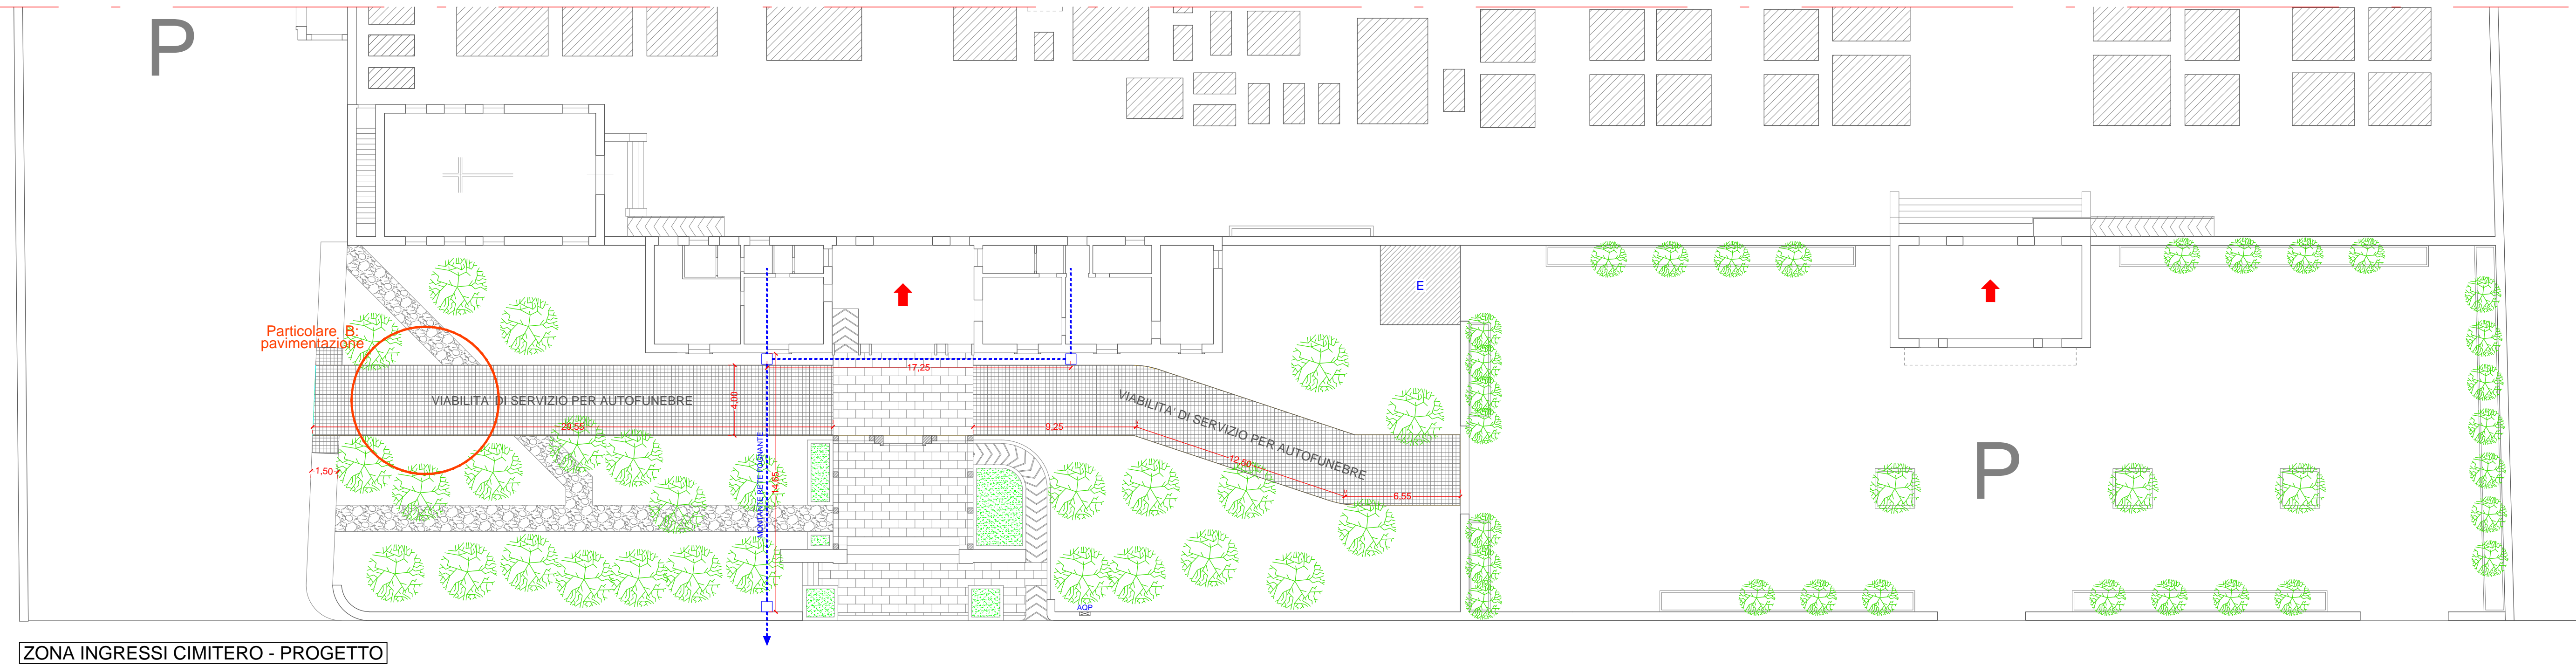 P
E
Particolare B:
pavimentazione
17,25
VIABILITA' DI SERVIZIO PER AUTOFUNEBRE
4,00
VIABILITA' DI SERVIZIO PER AUTOFUNEBRE
29,55
9,25
12,50
6,55
1,50
MONTANTE RETE FOGNANTE
14,65
P
AQP
ZONA INGRESSI CIMITERO - PROGETTO